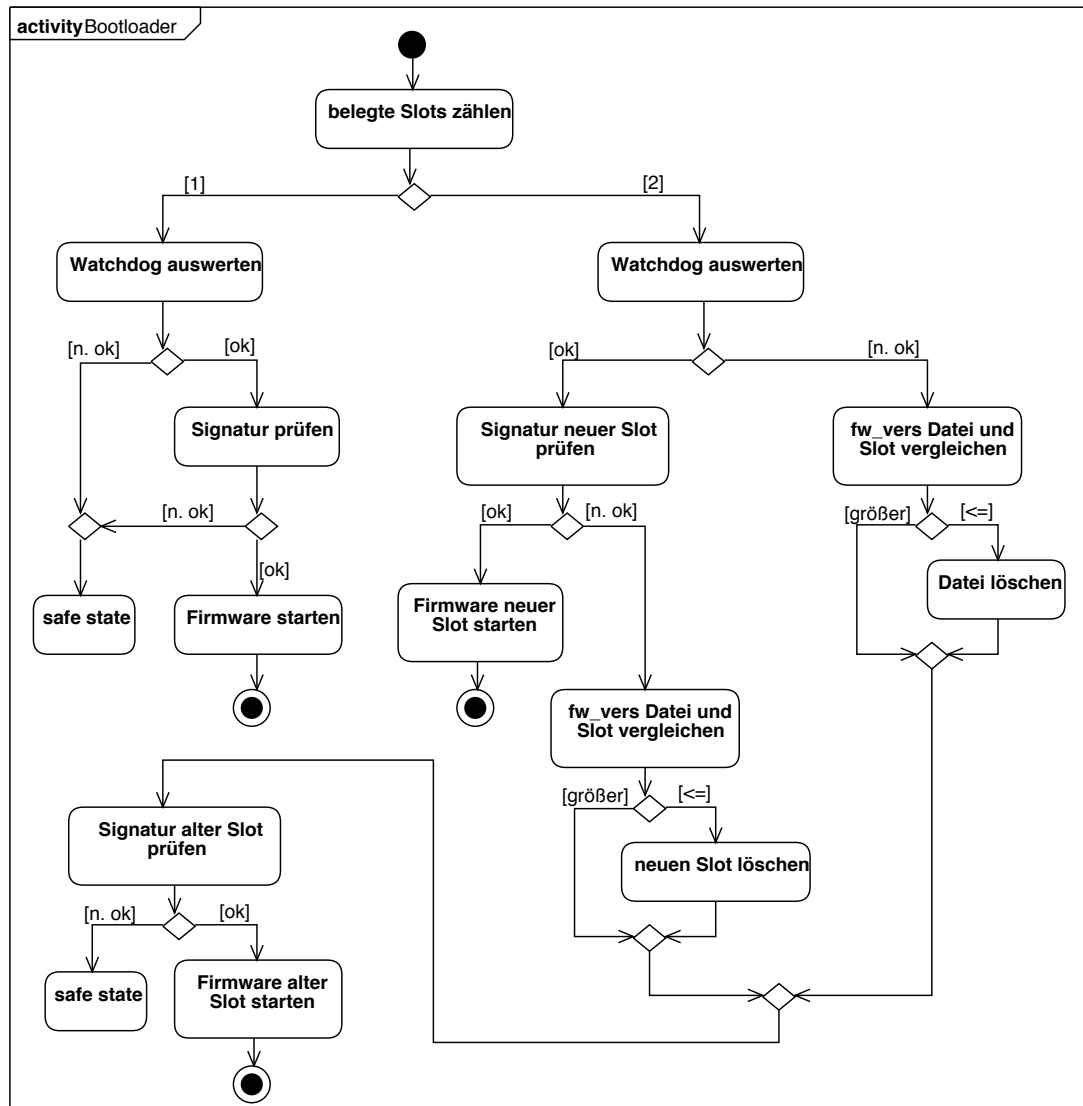 activity Bootloader
belegte Slots zählen
[1]
[2]
Watchdog auswerten
Watchdog auswerten
[n. ok]
[ok]
[ok]
[n. ok]
Signatur prüfen
Signatur neuer Slot
prüfen
fw_vers Datei und
Slot vergleichen
[n. ok]
[ok]
[n. ok]
[größer]
[<=]
[ok]
safe state
Firmware starten
Firmware neuer
Slot starten
Datei löschen
fw_vers Datei und
Slot vergleichen
[größer]
[<=]
neuen Slot löschen
Signatur alter Slot
prüfen
[n. ok]
[ok]
safe state
Firmware alter
Slot starten